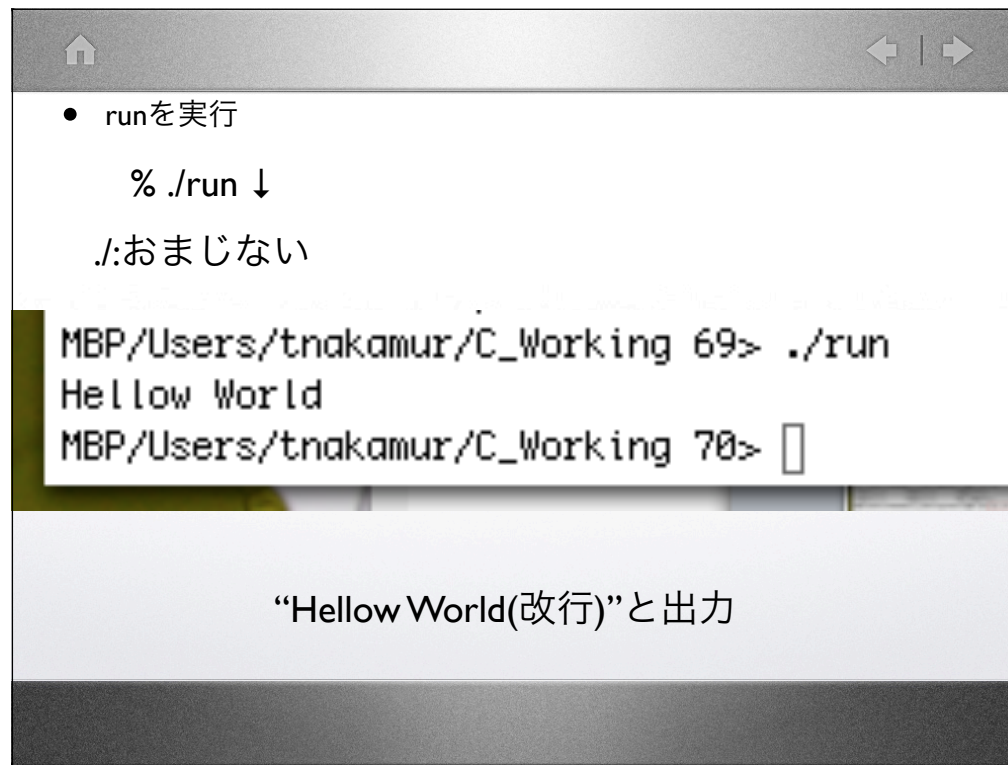 • runを実行
% ./run ↓
./:おまじない
MBP/Users/tnakamur/C_Working 69> ./run
Hellow World
MBP/Users/tnakamur/C_Working 70>
“Hellow World(改行)”と出力